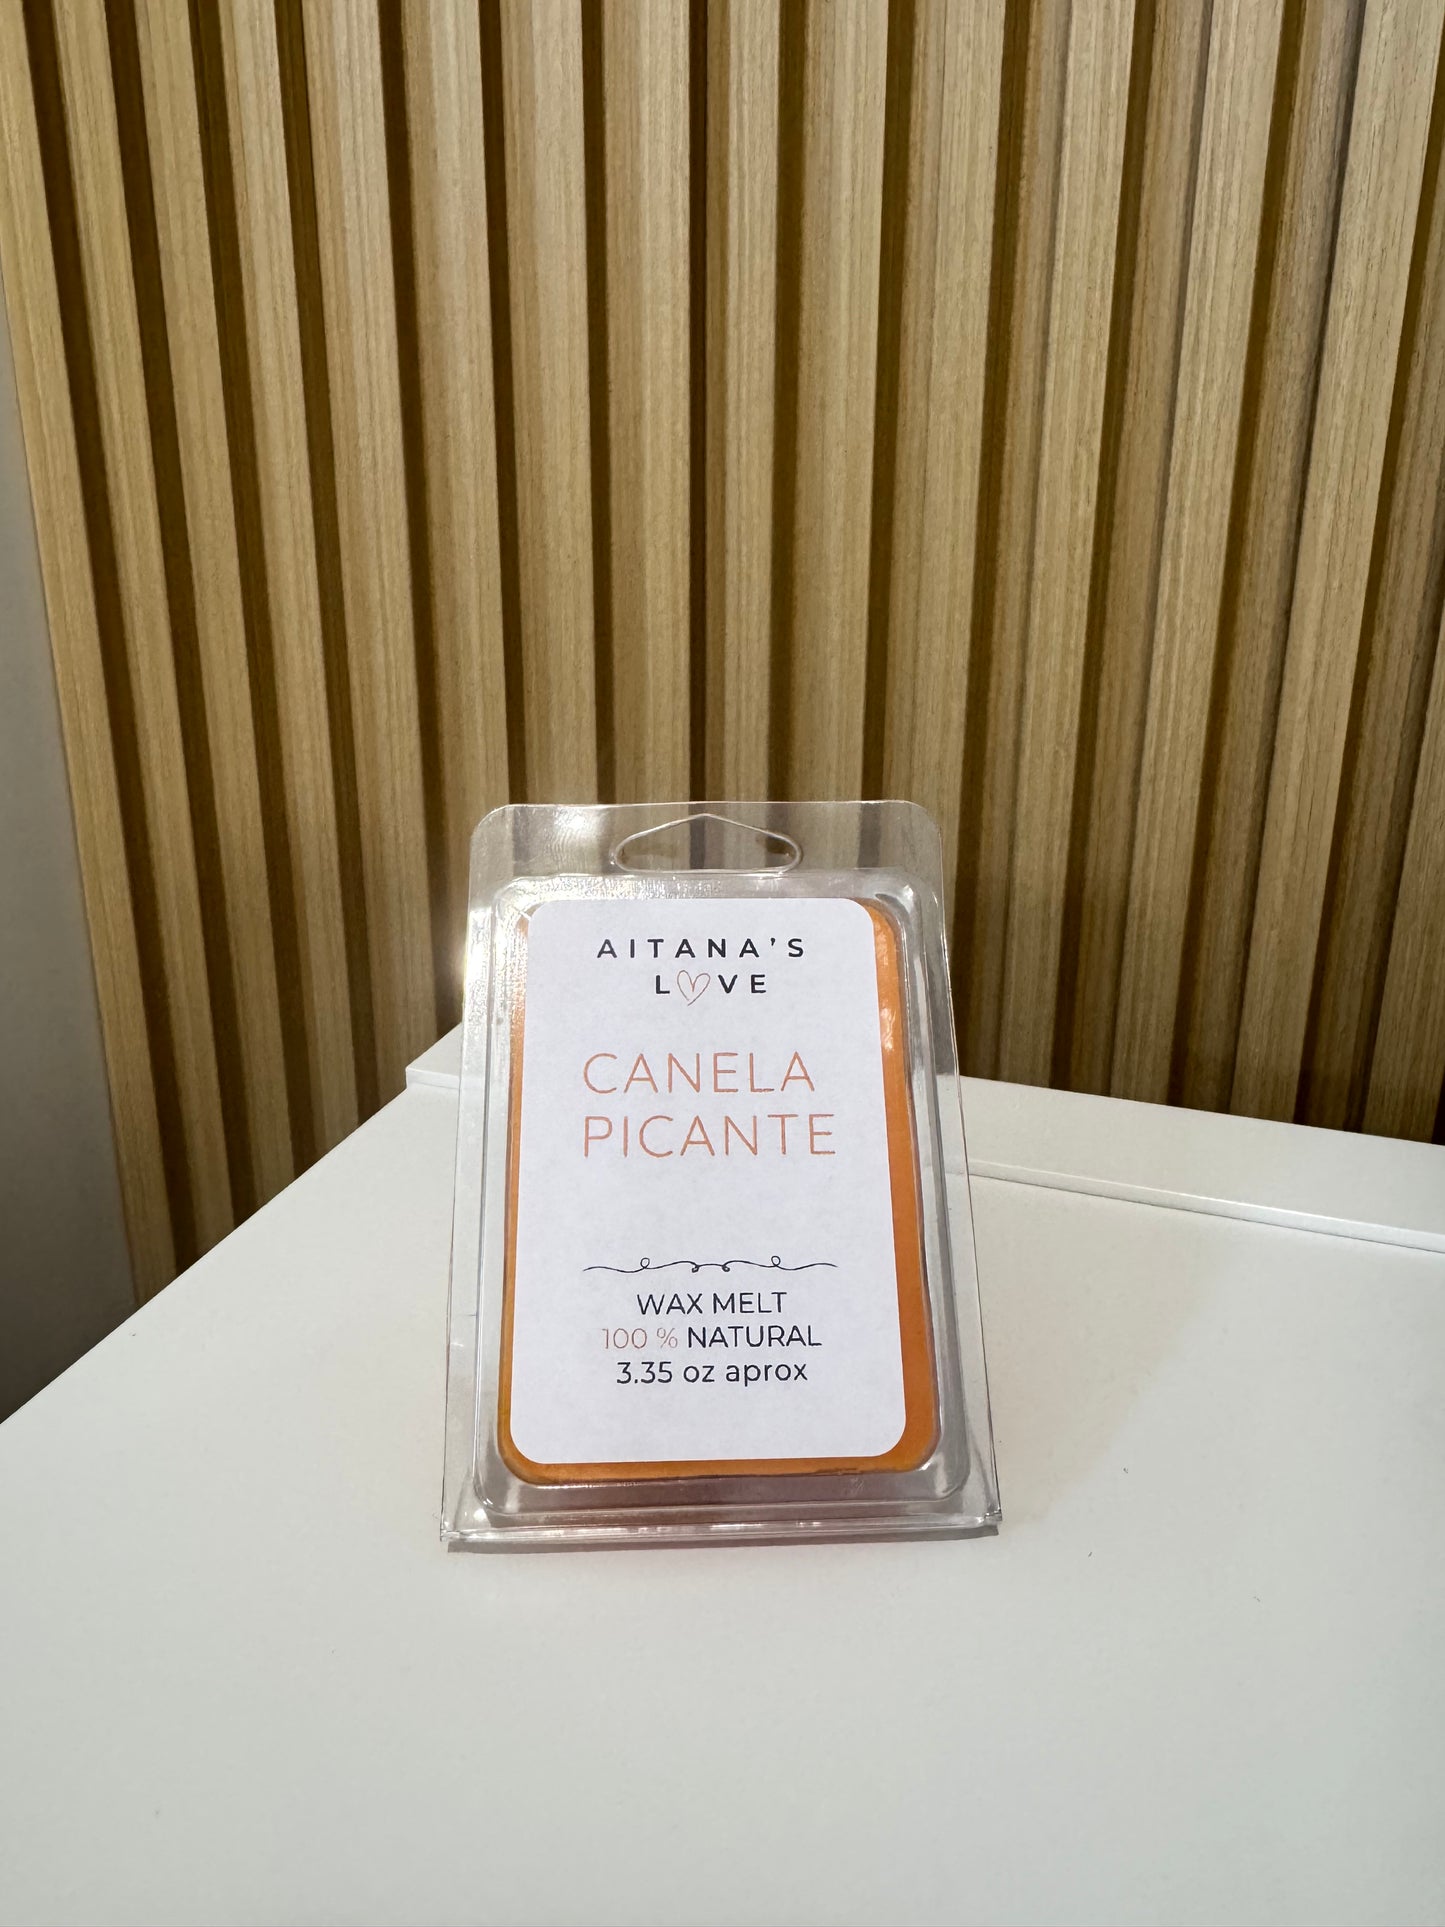 AITANA'S
LOVE
CANELA
PICANTE
WAX MELT
100 % NATURAL
3.35 oz aprox